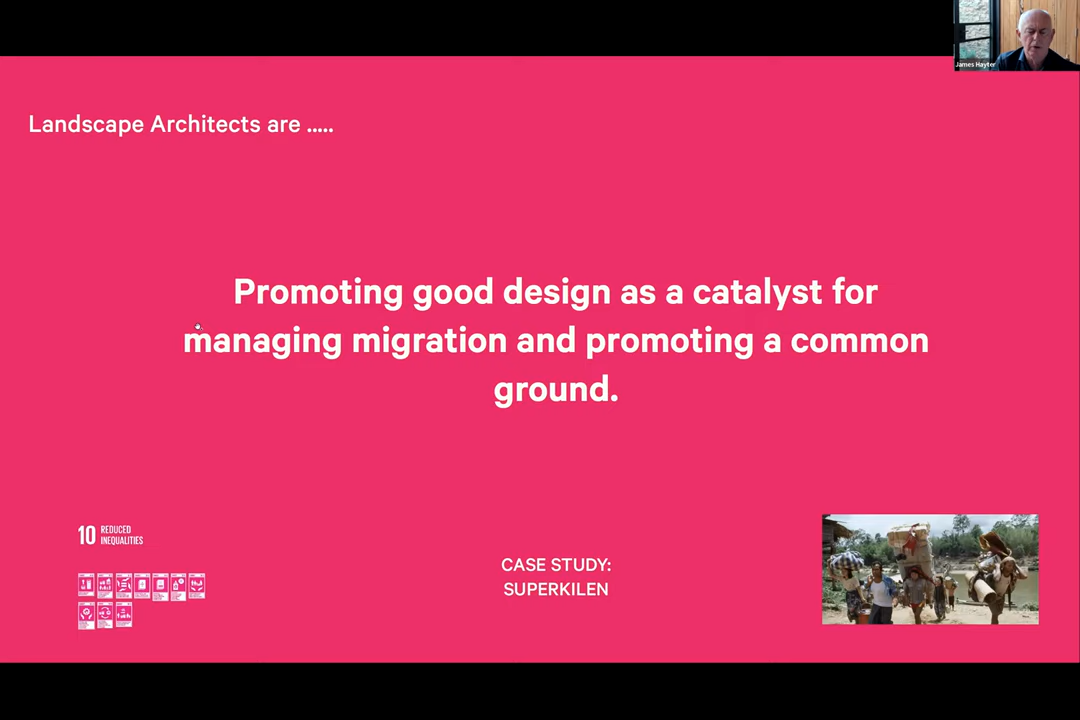 James Hayter
Landscape Architects are .....
Promoting good design as a catalyst for
managing migration and promoting a common
ground.
10 REDUCED
INEQUALITIES
CASE STUDY:
SUPERKILEN